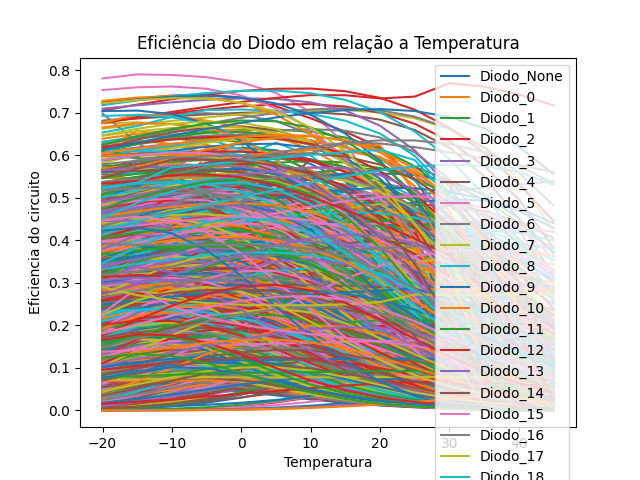 Eficiência do Diodo em relação a Temperatura
Eficiencia do circuito
0.8
0.7
0.6
0.5
0.4
0.3
0.2
0.1
0.0
−20
−10
0
10
20
30
40
Temperatura
Diodo_None
Diodo_0
Diodo_1
Diodo_2
Diodo_3
Diodo_4
Diodo_5
Diodo_6
Diodo_7
Diodo_8
Diodo_9
Diodo_10
Diodo_11
Diodo_12
Diodo_13
Diodo_14
Diodo_15
Diodo_16
Diodo_17
Diodo_18